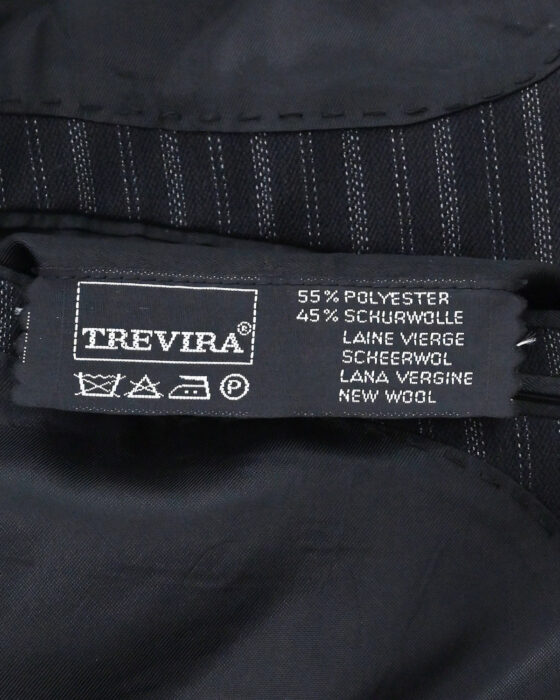 TREVIRA®
P
55% POLYESTER
45% SCHURWOLLE
LAINE VIERGE
SCHEERWOL
LANA VERGINE
NEW WOOL